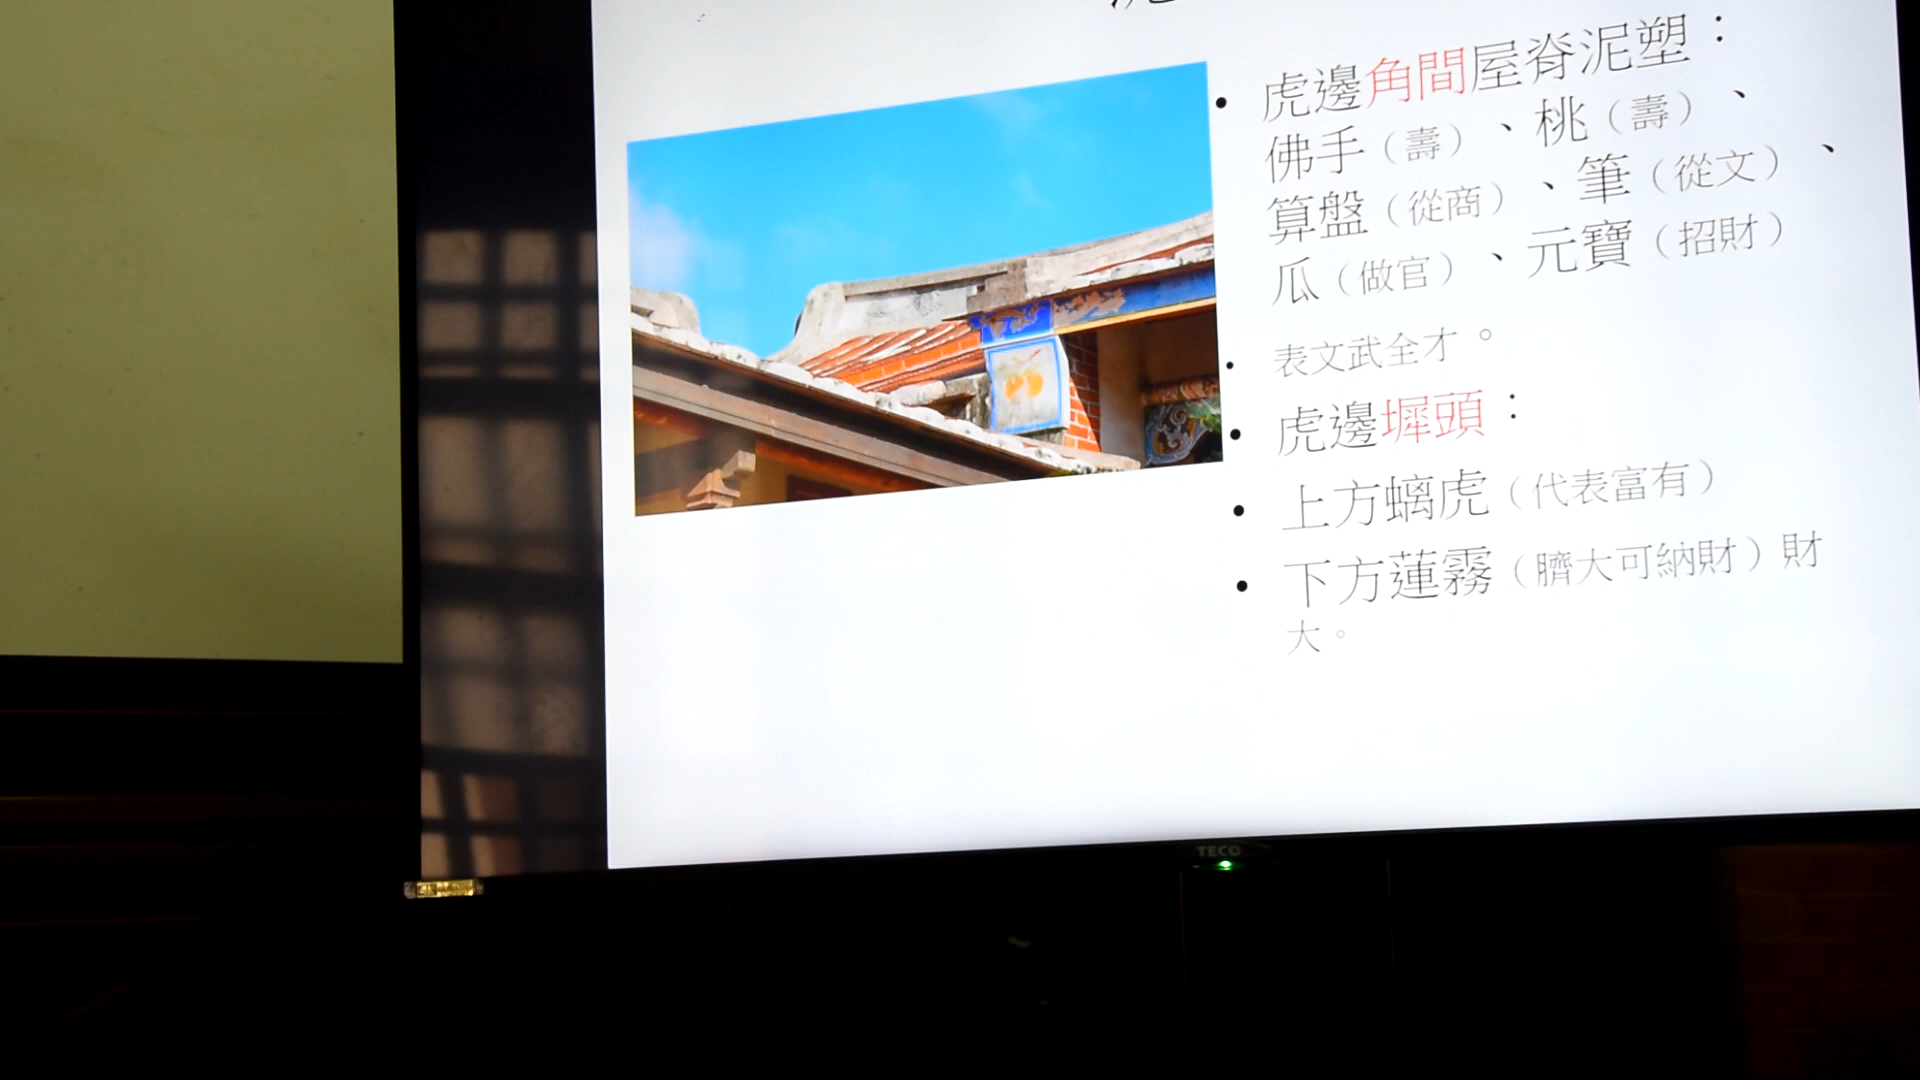 虎邊角間屋脊泥塑：
佛手（壽）、桃（壽）、
算盤（從商）、筆（從文）、
瓜（做官）、元寶（招財）
表文武全才。
虎邊墀頭：
上方螭虎（代表富有）
下方蓮霧（臍大可納財）財
大。
TECO